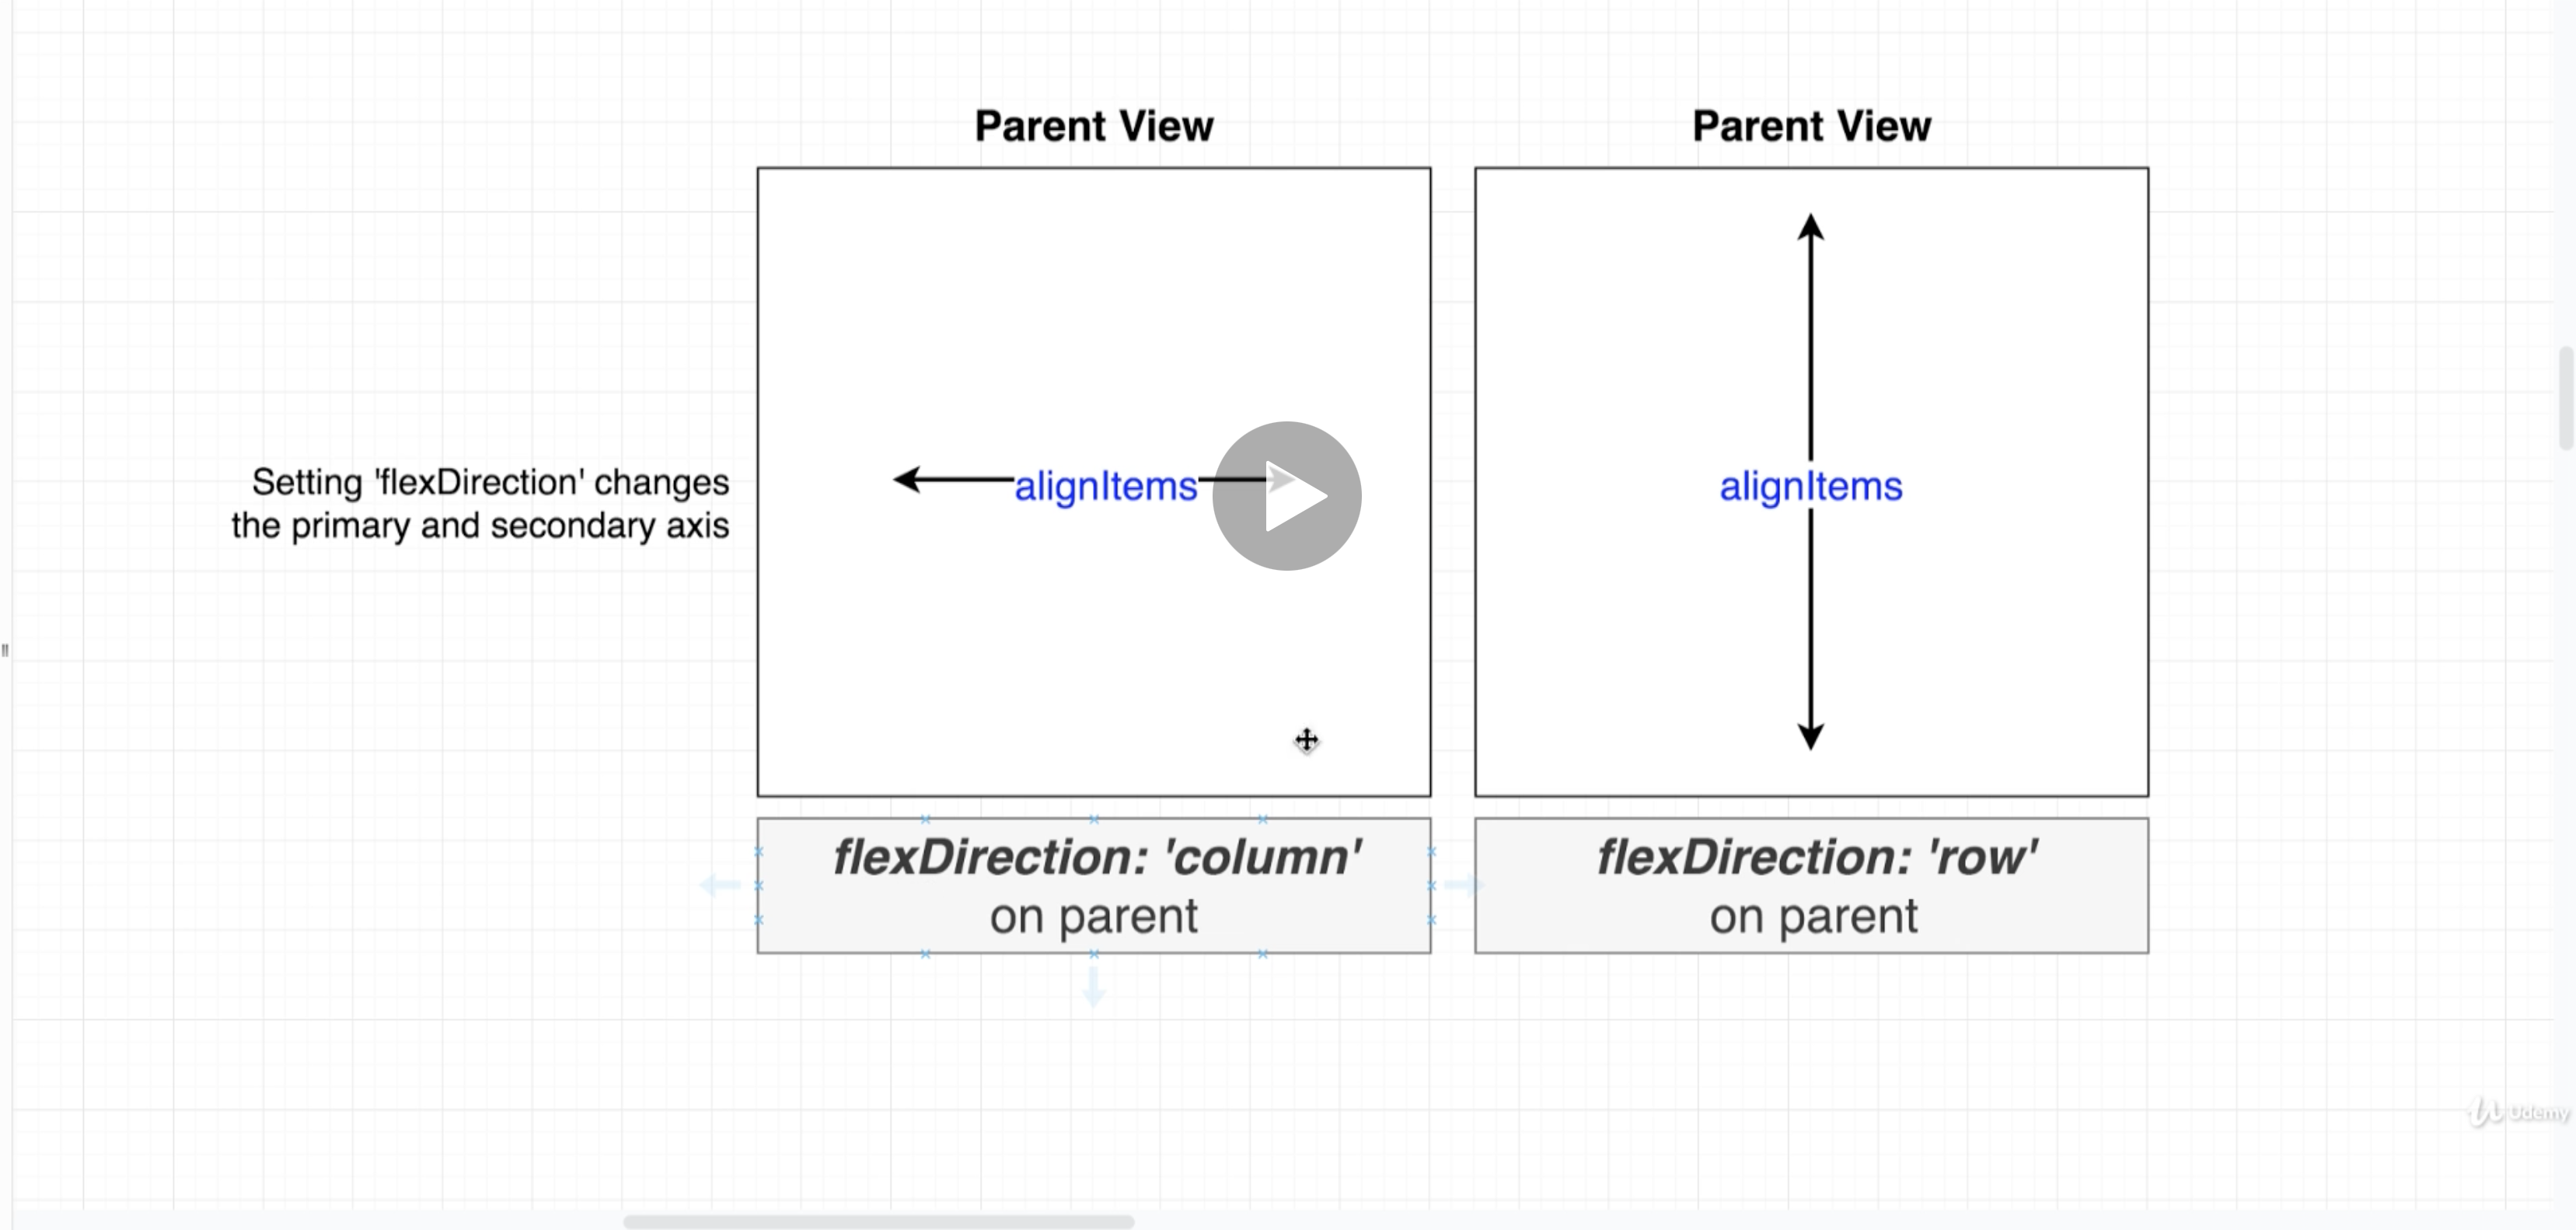 Parent View
Parent View
Setting 'flexDirection' changes
the primary and secondary axis
alignItems
alignItems
flexDirection: 'column'
on parent
flexDirection: 'row'
on parent
Udemy